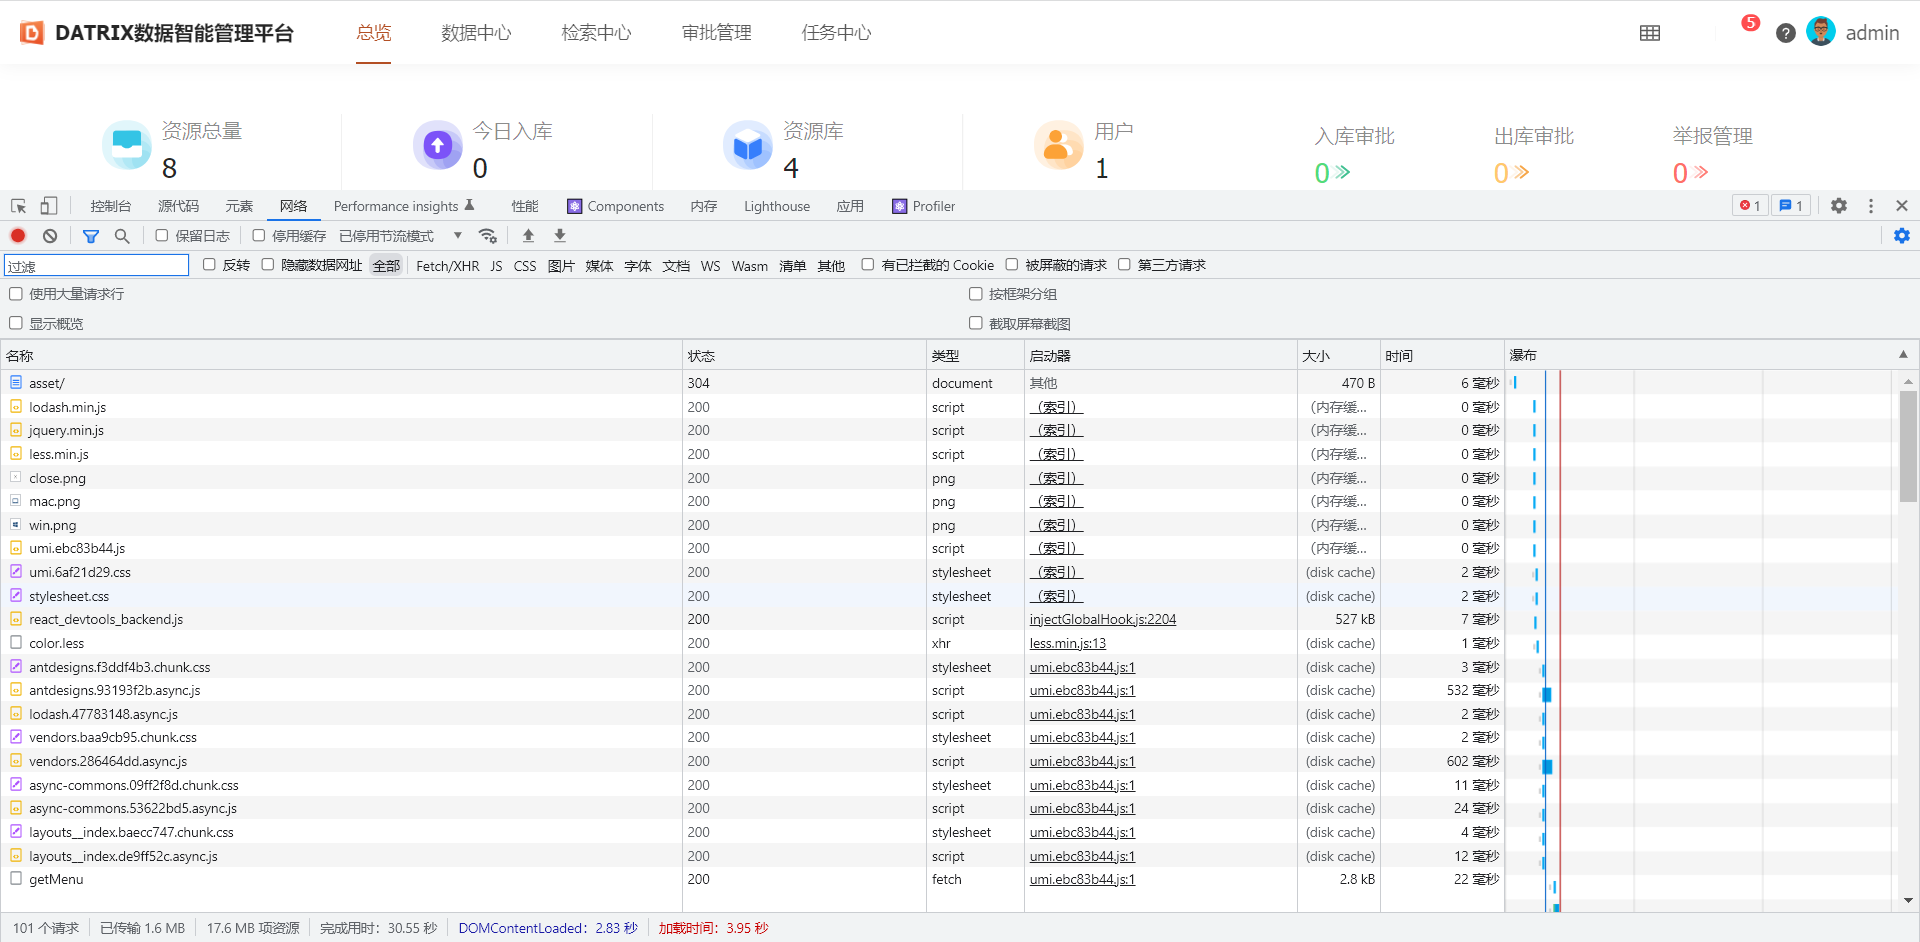 DATRIX数据智能管理平台 总览 数据中心 检索中心 审批管理 任务中心 5 ? admin
资源总量 今日入库 资源库 用户 入库审批 出库审批 举报管理
8 0 4 1 0 0 0
控制台 源代码 元素 网络 Performance insights 性能 Components 内存 Lighthouse 应用 Profiler 1 1
保留日志 停用缓存 已停用节流模式
过滤 反转 隐藏数据网址 全部 Fetch/XHR JS CSS 图片 媒体 字体 文档 WS Wasm 清单 其他 有已拦截的 Cookie 被屏蔽的请求 第三方请求
使用大量请求行 按框架分组
显示概览 截取屏幕截图
名称 状态 类型 启动器 大小 时间 瀑布
asset/ 304 document 其他 470 B 6 毫秒
lodash.min.js 200 script （索引） （内存缓... 0 毫秒
jquery.min.js 200 script （索引） （内存缓... 0 毫秒
less.min.js 200 script （索引） （内存缓... 0 毫秒
close.png 200 png （索引） （内存缓... 0 毫秒
mac.png 200 png （索引） （内存缓... 0 毫秒
win.png 200 png （索引） （内存缓... 0 毫秒
umi.ebc83b44.js 200 script （索引） （内存缓... 0 毫秒
umi.6af21d29.css 200 stylesheet （索引） (disk cache) 2 毫秒
stylesheet.css 200 stylesheet （索引） (disk cache) 2 毫秒
react_devtools_backend.js 200 script injectGlobalHook.js:2204 527 kB 7 毫秒
color.less 200 xhr less.min.js:13 (disk cache) 1 毫秒
antdesigns.f3ddf4b3.chunk.css 200 stylesheet umi.ebc83b44.js:1 (disk cache) 3 毫秒
antdesigns.93193f2b.async.js 200 script umi.ebc83b44.js:1 (disk cache) 532 毫秒
lodash.47783148.async.js 200 script umi.ebc83b44.js:1 (disk cache) 2 毫秒
vendors.baa9cb95.chunk.css 200 stylesheet umi.ebc83b44.js:1 (disk cache) 2 毫秒
vendors.286464dd.async.js 200 script umi.ebc83b44.js:1 (disk cache) 602 毫秒
async-commons.09ff2f8d.chunk.css 200 stylesheet umi.ebc83b44.js:1 (disk cache) 11 毫秒
async-commons.53622bd5.async.js 200 script umi.ebc83b44.js:1 (disk cache) 24 毫秒
layouts__index.baecc747.chunk.css 200 stylesheet umi.ebc83b44.js:1 (disk cache) 4 毫秒
layouts__index.de9ff52c.async.js 200 script umi.ebc83b44.js:1 (disk cache) 12 毫秒
getMenu 200 fetch umi.ebc83b44.js:1 2.8 kB 22 毫秒
101 个请求 已传输 1.6 MB 17.6 MB 项资源 完成用时：30.55 秒 DOMContentLoaded：2.83 秒 加载时间：3.95 秒